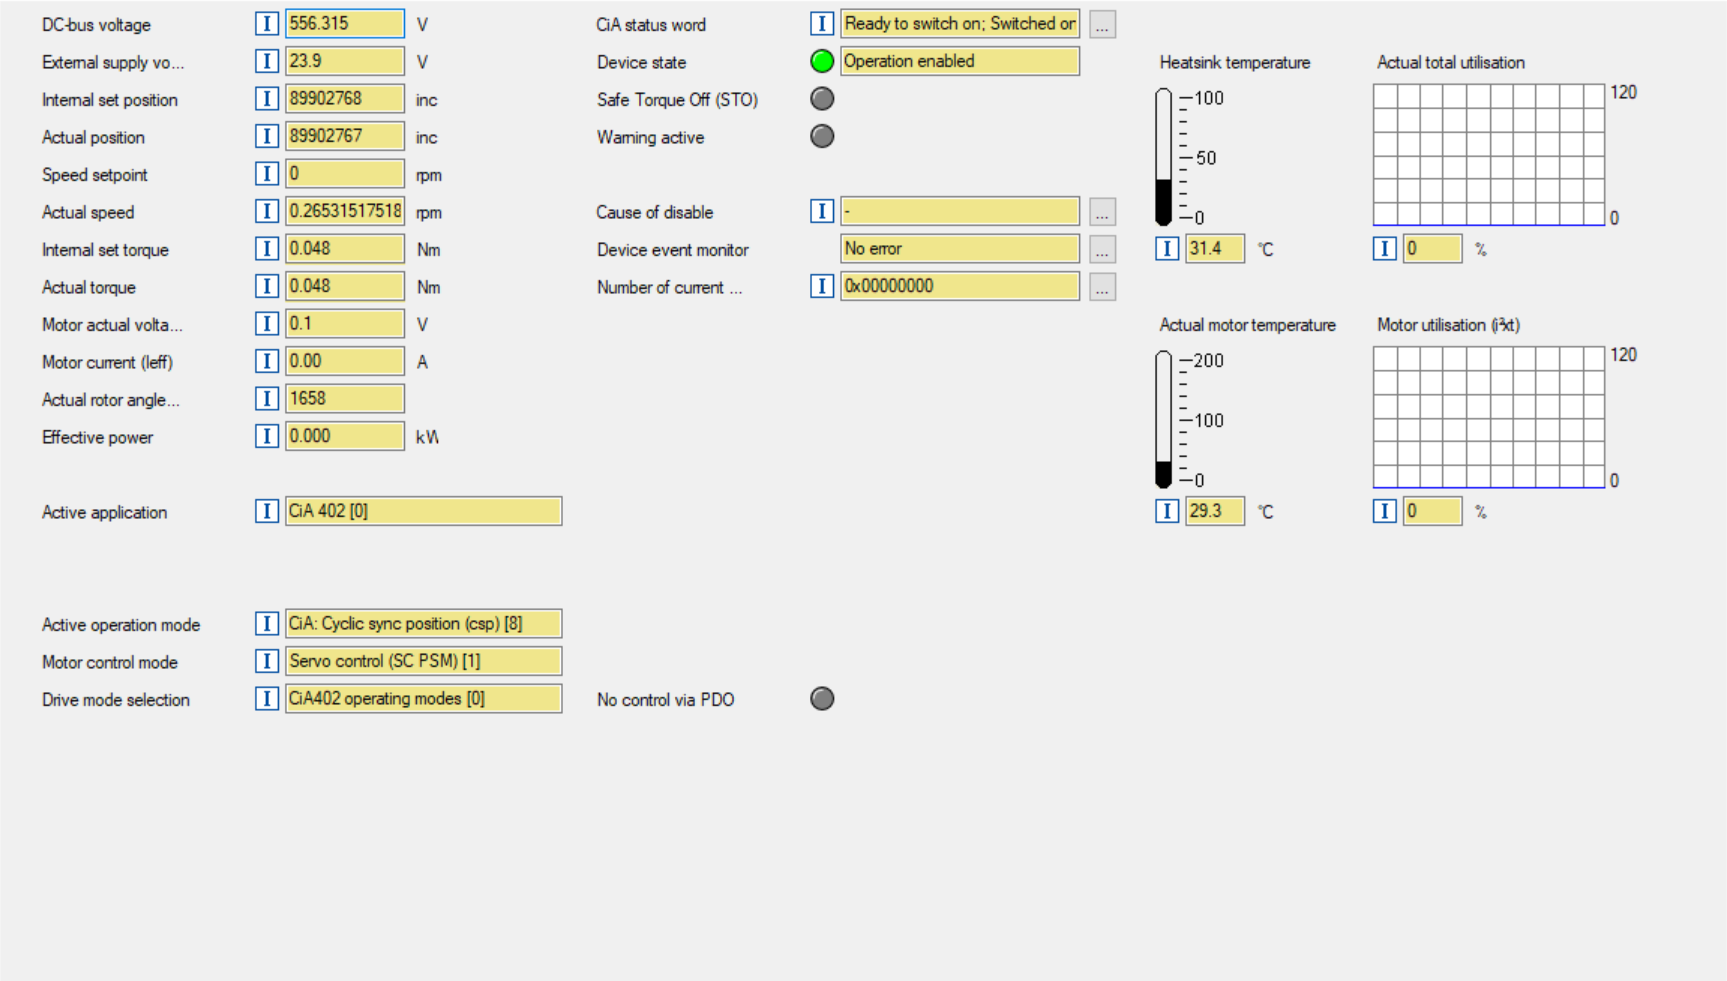 DC-bus voltage I 556.315 V
External supply vo... I 23.9 V
Internal set position I 89902768 inc
Actual position I 89902767 inc
Speed setpoint I 0 rpm
Actual speed I 0.26531517518 rpm
Internal set torque I 0.048 Nm
Actual torque I 0.048 Nm
Motor actual volta... I 0.1 V
Motor current (Ieff) I 0.00 A
Actual rotor angle... I 1658
Effective power I 0.000 kW
Active application I CiA 402 [0]
Active operation mode I CiA: Cyclic sync position (csp) [8]
Motor control mode I Servo control (SC PSM) [1]
Drive mode selection I CiA402 operating modes [0]
CiA status word I Ready to switch on; Switched on ...
Device state Operation enabled
Safe Torque Off (STO)
Warning active
Cause of disable I - ...
Device event monitor No error ...
Number of current ... I 0x00000000 ...
No control via PDO
Heatsink temperature
100
50
0
I 31.4 °C
Actual total utilisation
120
0
I 0 %
Actual motor temperature
200
100
0
I 29.3 °C
Motor utilisation (i²xt)
120
0
I 0 %